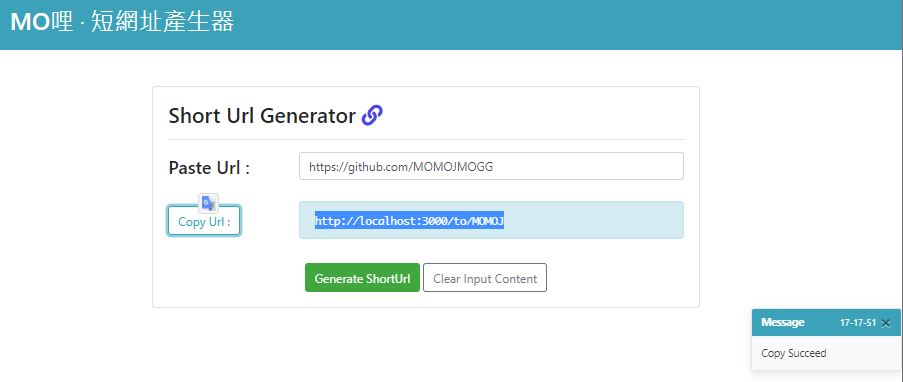 MO哩 · 短網址產生器
Short Url Generator
Paste Url :
https://github.com/MOMOJMOGG
Copy Url :
http://localhost:3000/to/MOMOJ
Generate ShortUrl
Clear Input Content
Message 17-17-51 ×
Copy Succeed